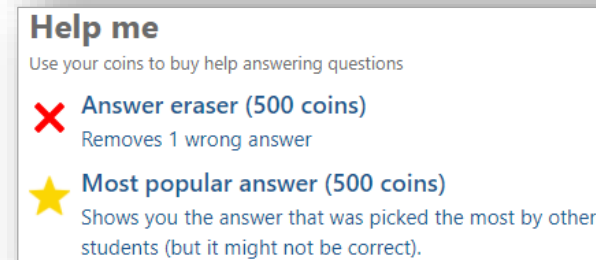 Help me
Use your coins to buy help answering questions
Answer eraser (500 coins)
Removes 1 wrong answer
Most popular answer (500 coins)
Shows you the answer that was picked the most by other
students (but it might not be correct).